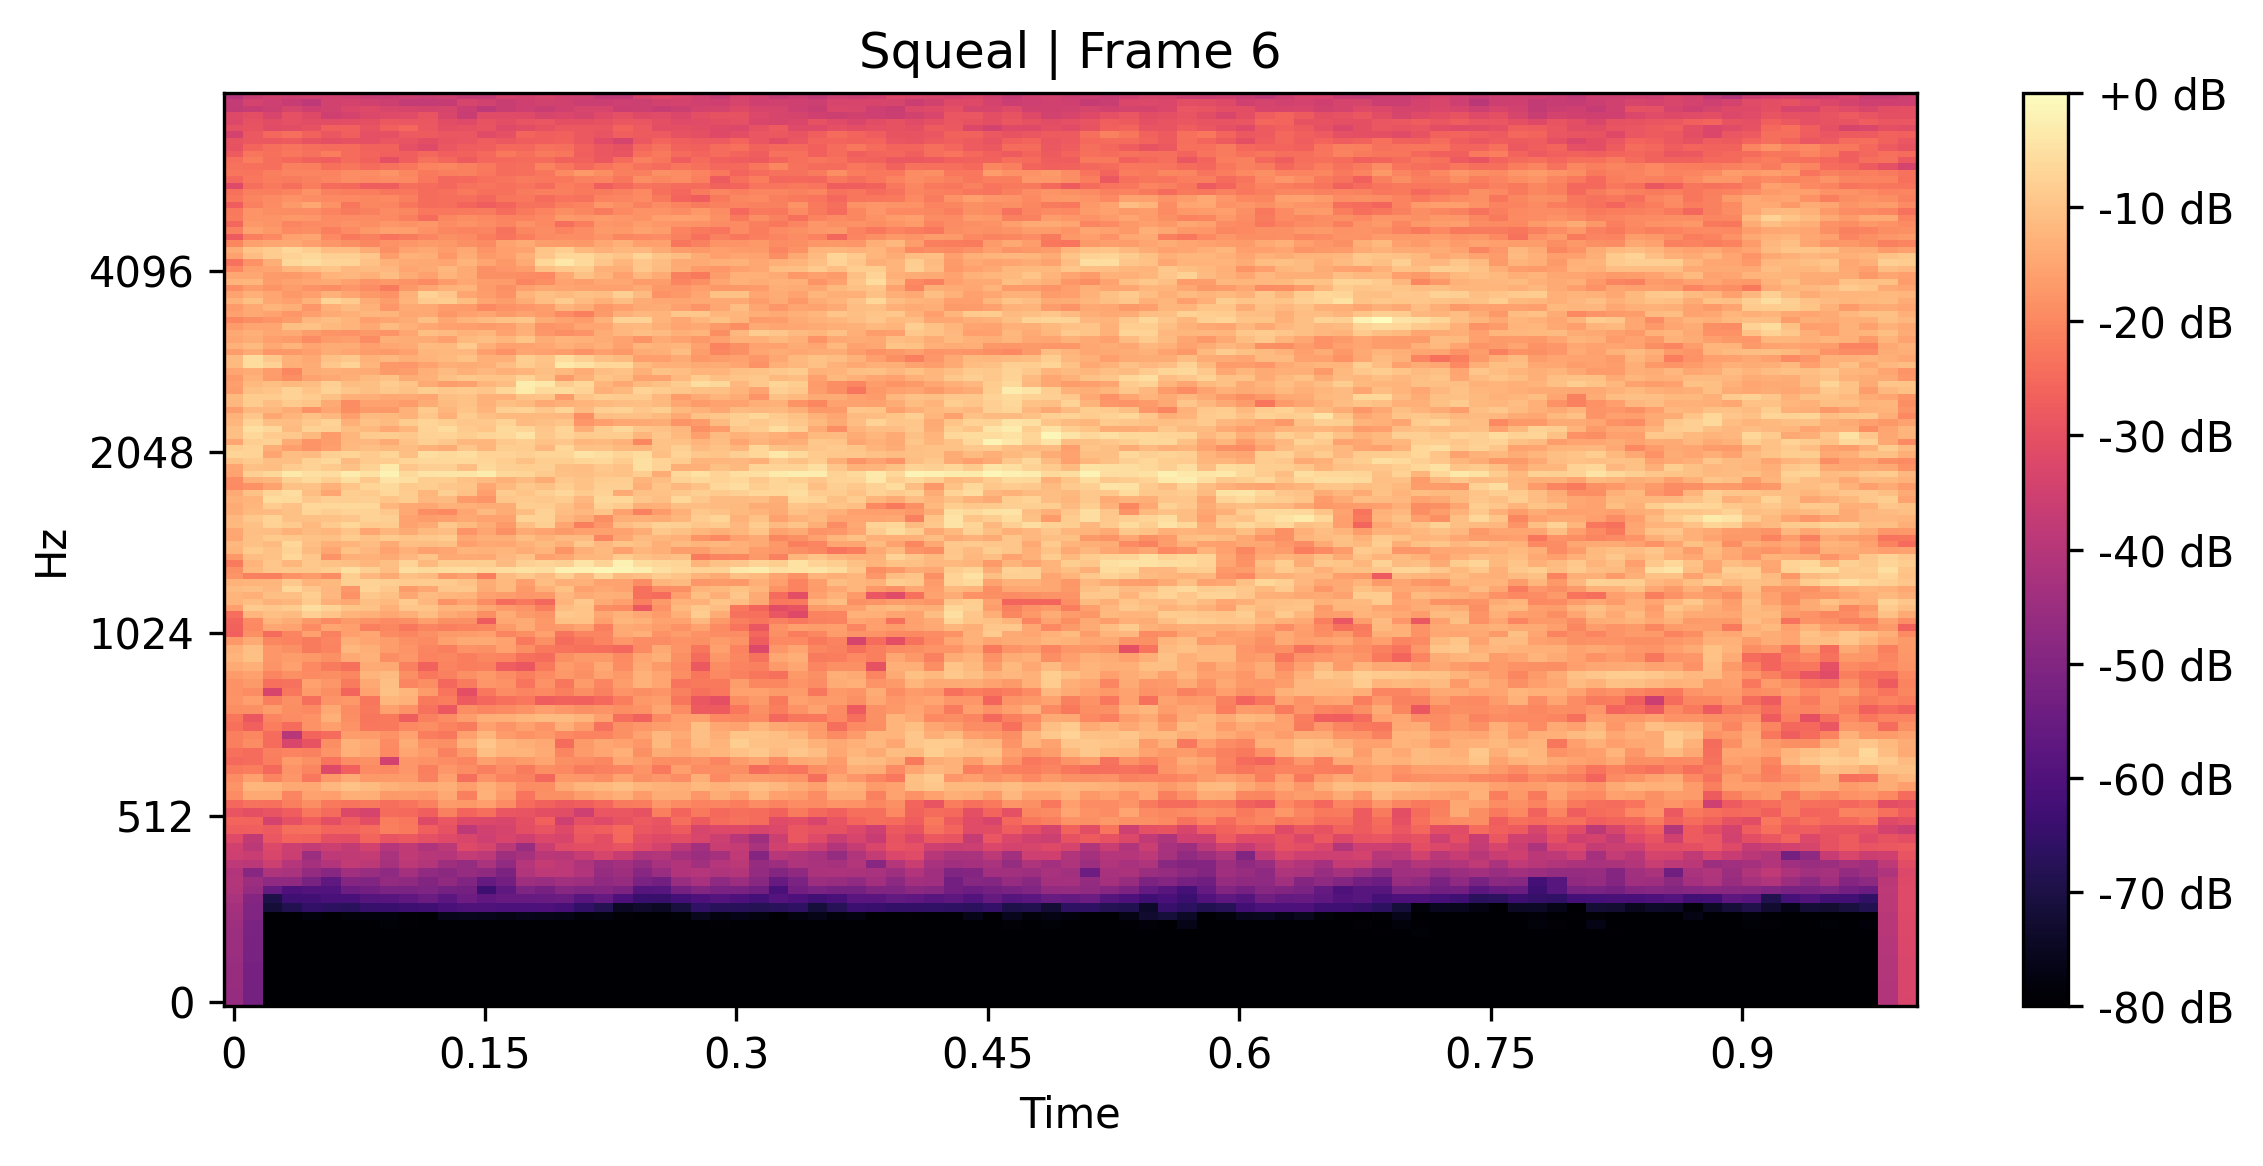 Squeal | Frame 6
+0 dB
-10 dB
-20 dB
-30 dB
-40 dB
-50 dB
-60 dB
-70 dB
-80 dB
Hz
4096
2048
1024
512
0
0 0.15 0.3 0.45 0.6 0.75 0.9
Time